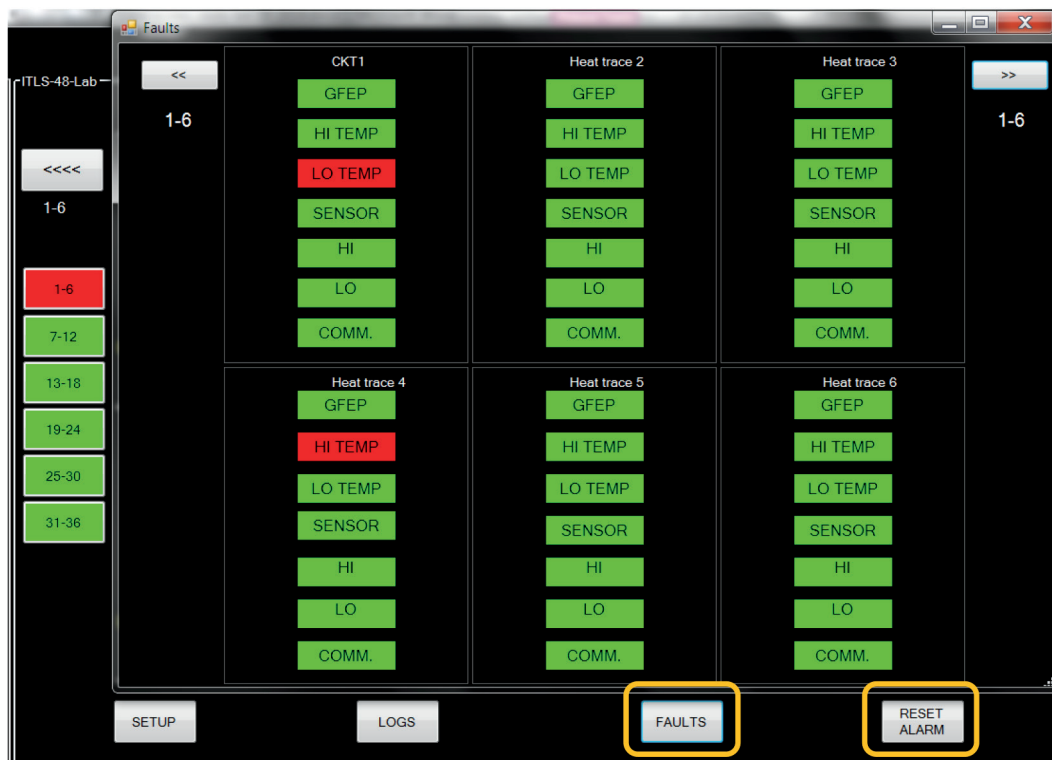 Faults
ITLS-48-Lab
<<<<
1-6
1-6
7-12
13-18
19-24
25-30
31-36
<<
1-6
CKT1
GFEP
HI TEMP
LO TEMP
SENSOR
HI
LO
COMM.
Heat trace 2
GFEP
HI TEMP
LO TEMP
SENSOR
HI
LO
COMM.
Heat trace 3
GFEP
HI TEMP
LO TEMP
SENSOR
HI
LO
COMM.
>>
1-6
Heat trace 4
GFEP
HI TEMP
LO TEMP
SENSOR
HI
LO
COMM.
Heat trace 5
GFEP
HI TEMP
LO TEMP
SENSOR
HI
LO
COMM.
Heat trace 6
GFEP
HI TEMP
LO TEMP
SENSOR
HI
LO
COMM.
SETUP
LOGS
FAULTS
RESET
ALARM